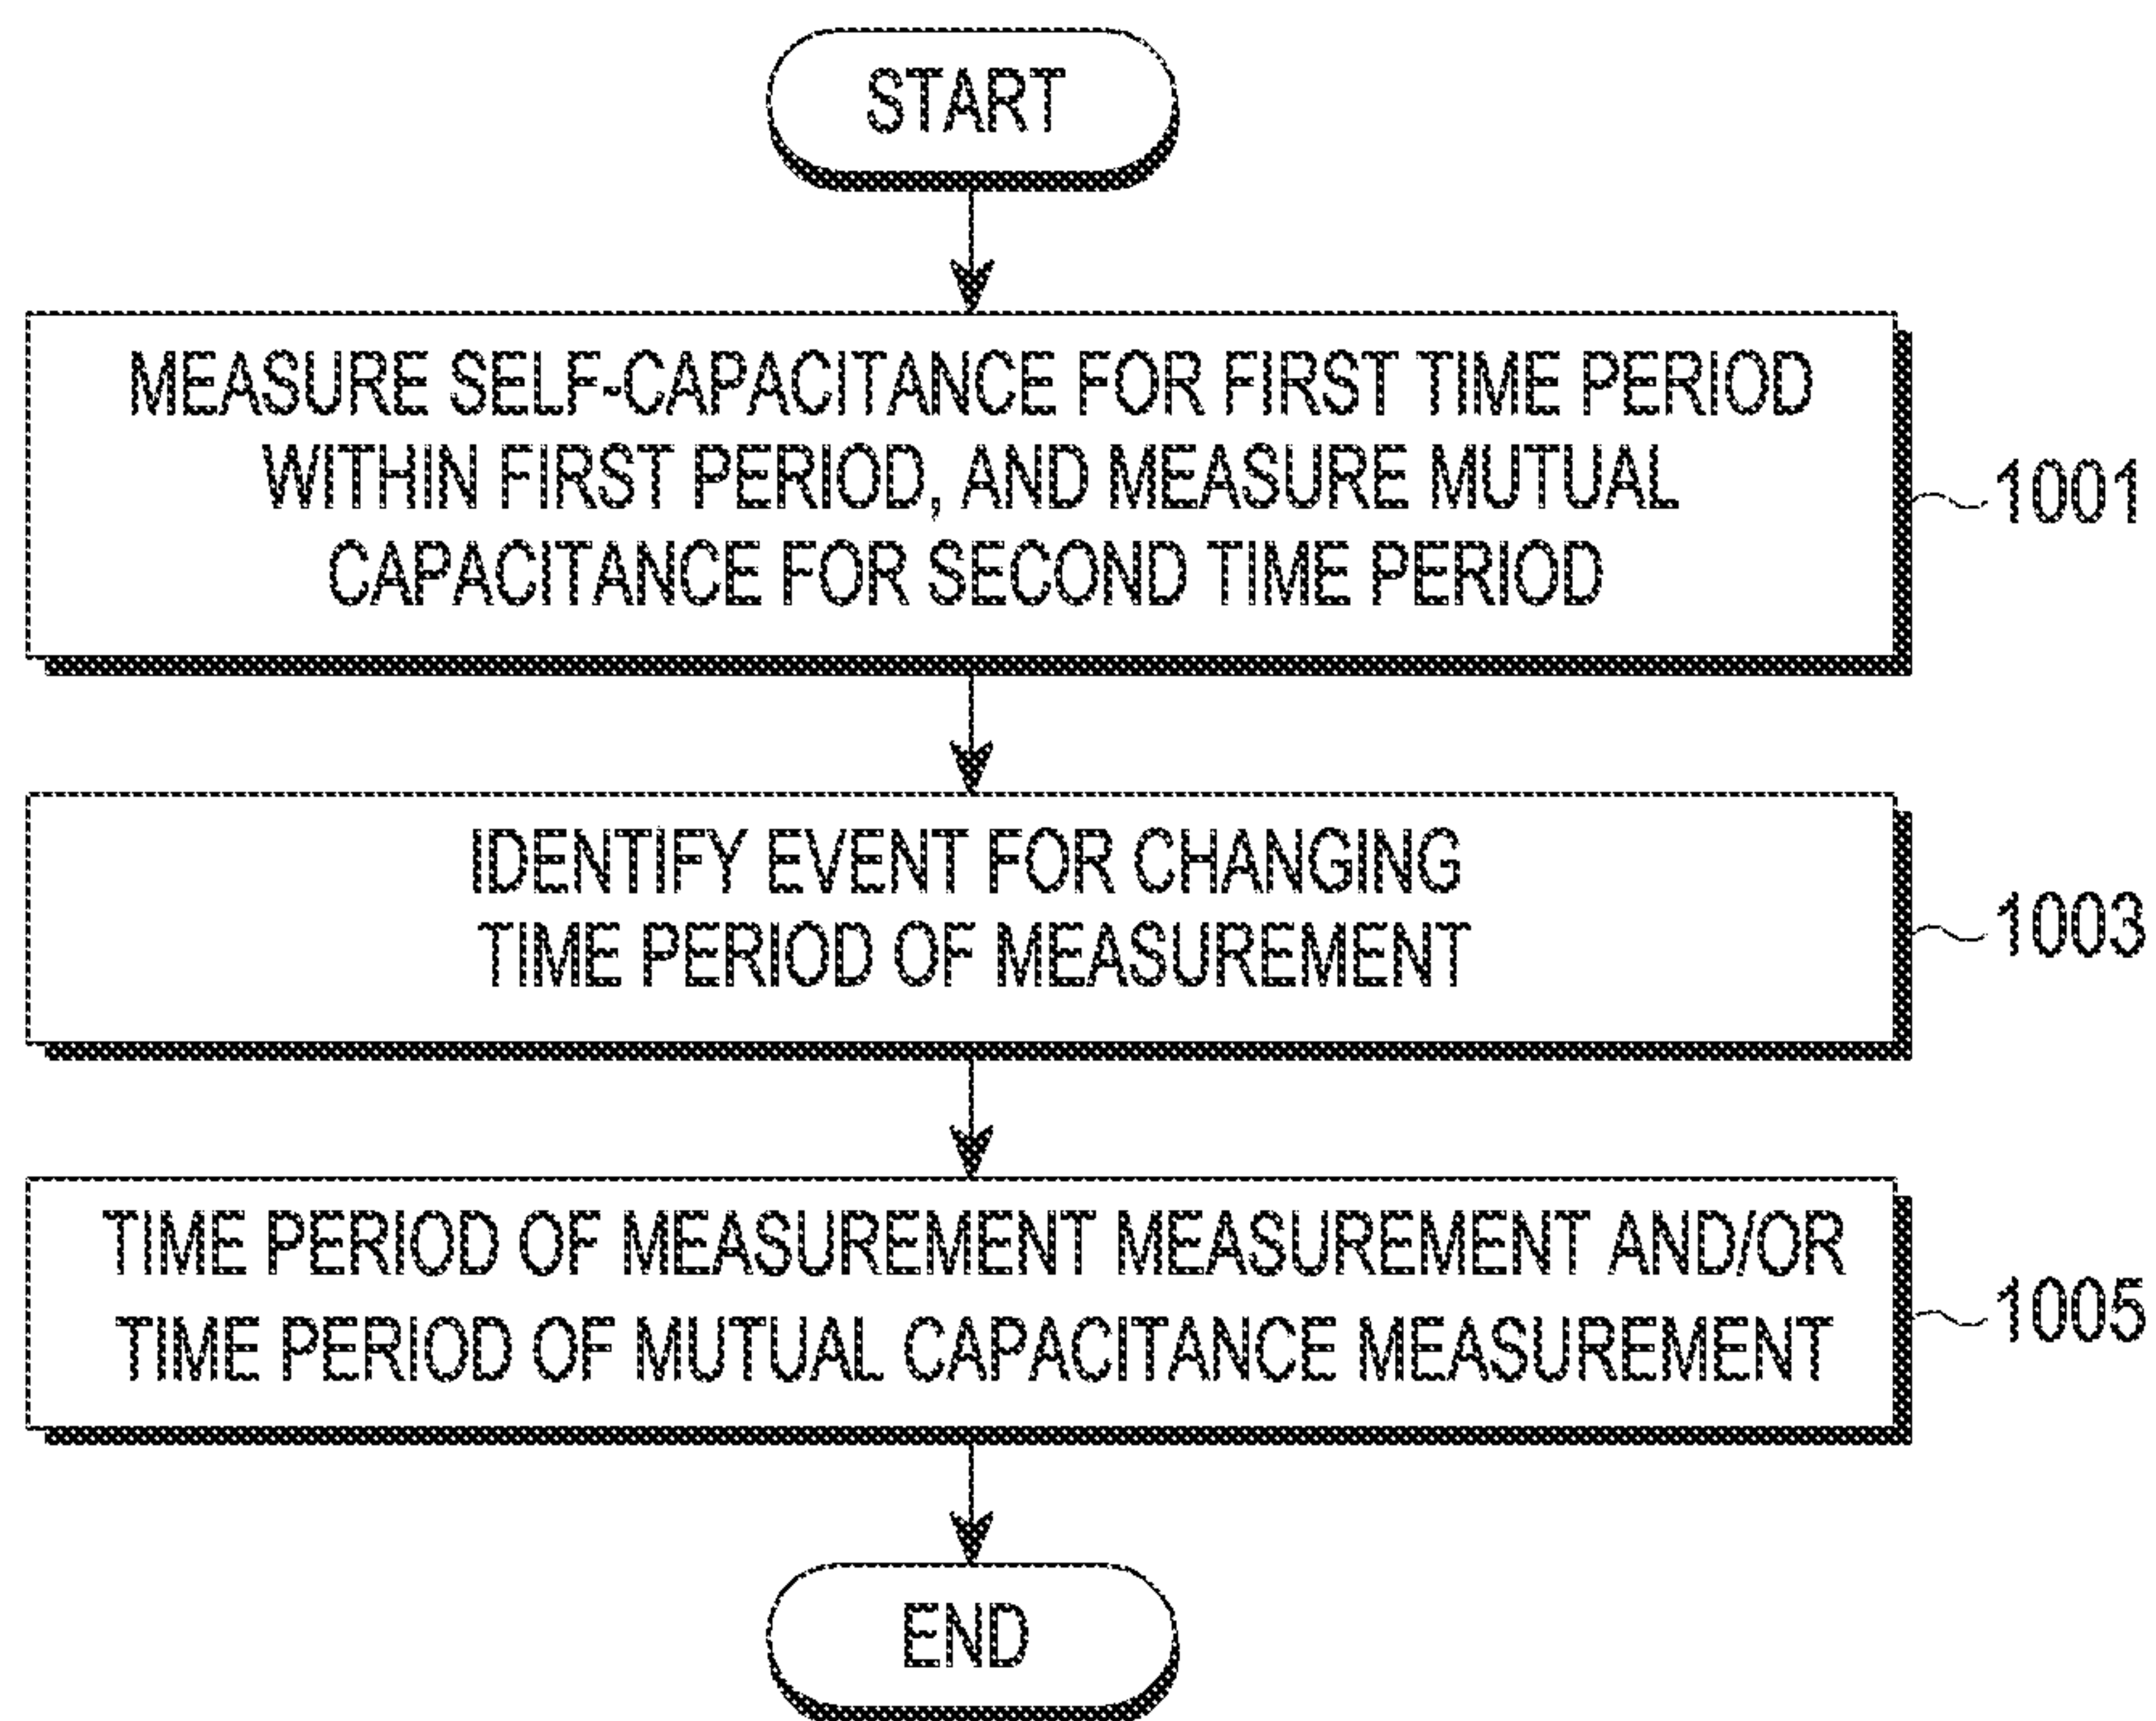 START
MEASURE SELF-CAPACITANCE FOR FIRST TIME PERIOD
WITHIN FIRST PERIOD, AND MEASURE MUTUAL
CAPACITANCE FOR SECOND TIME PERIOD
1001
IDENTIFY EVENT FOR CHANGING
TIME PERIOD OF MEASUREMENT
1003
TIME PERIOD OF MEASUREMENT MEASUREMENT AND/OR
TIME PERIOD OF MUTUAL CAPACITANCE MEASUREMENT
1005
END